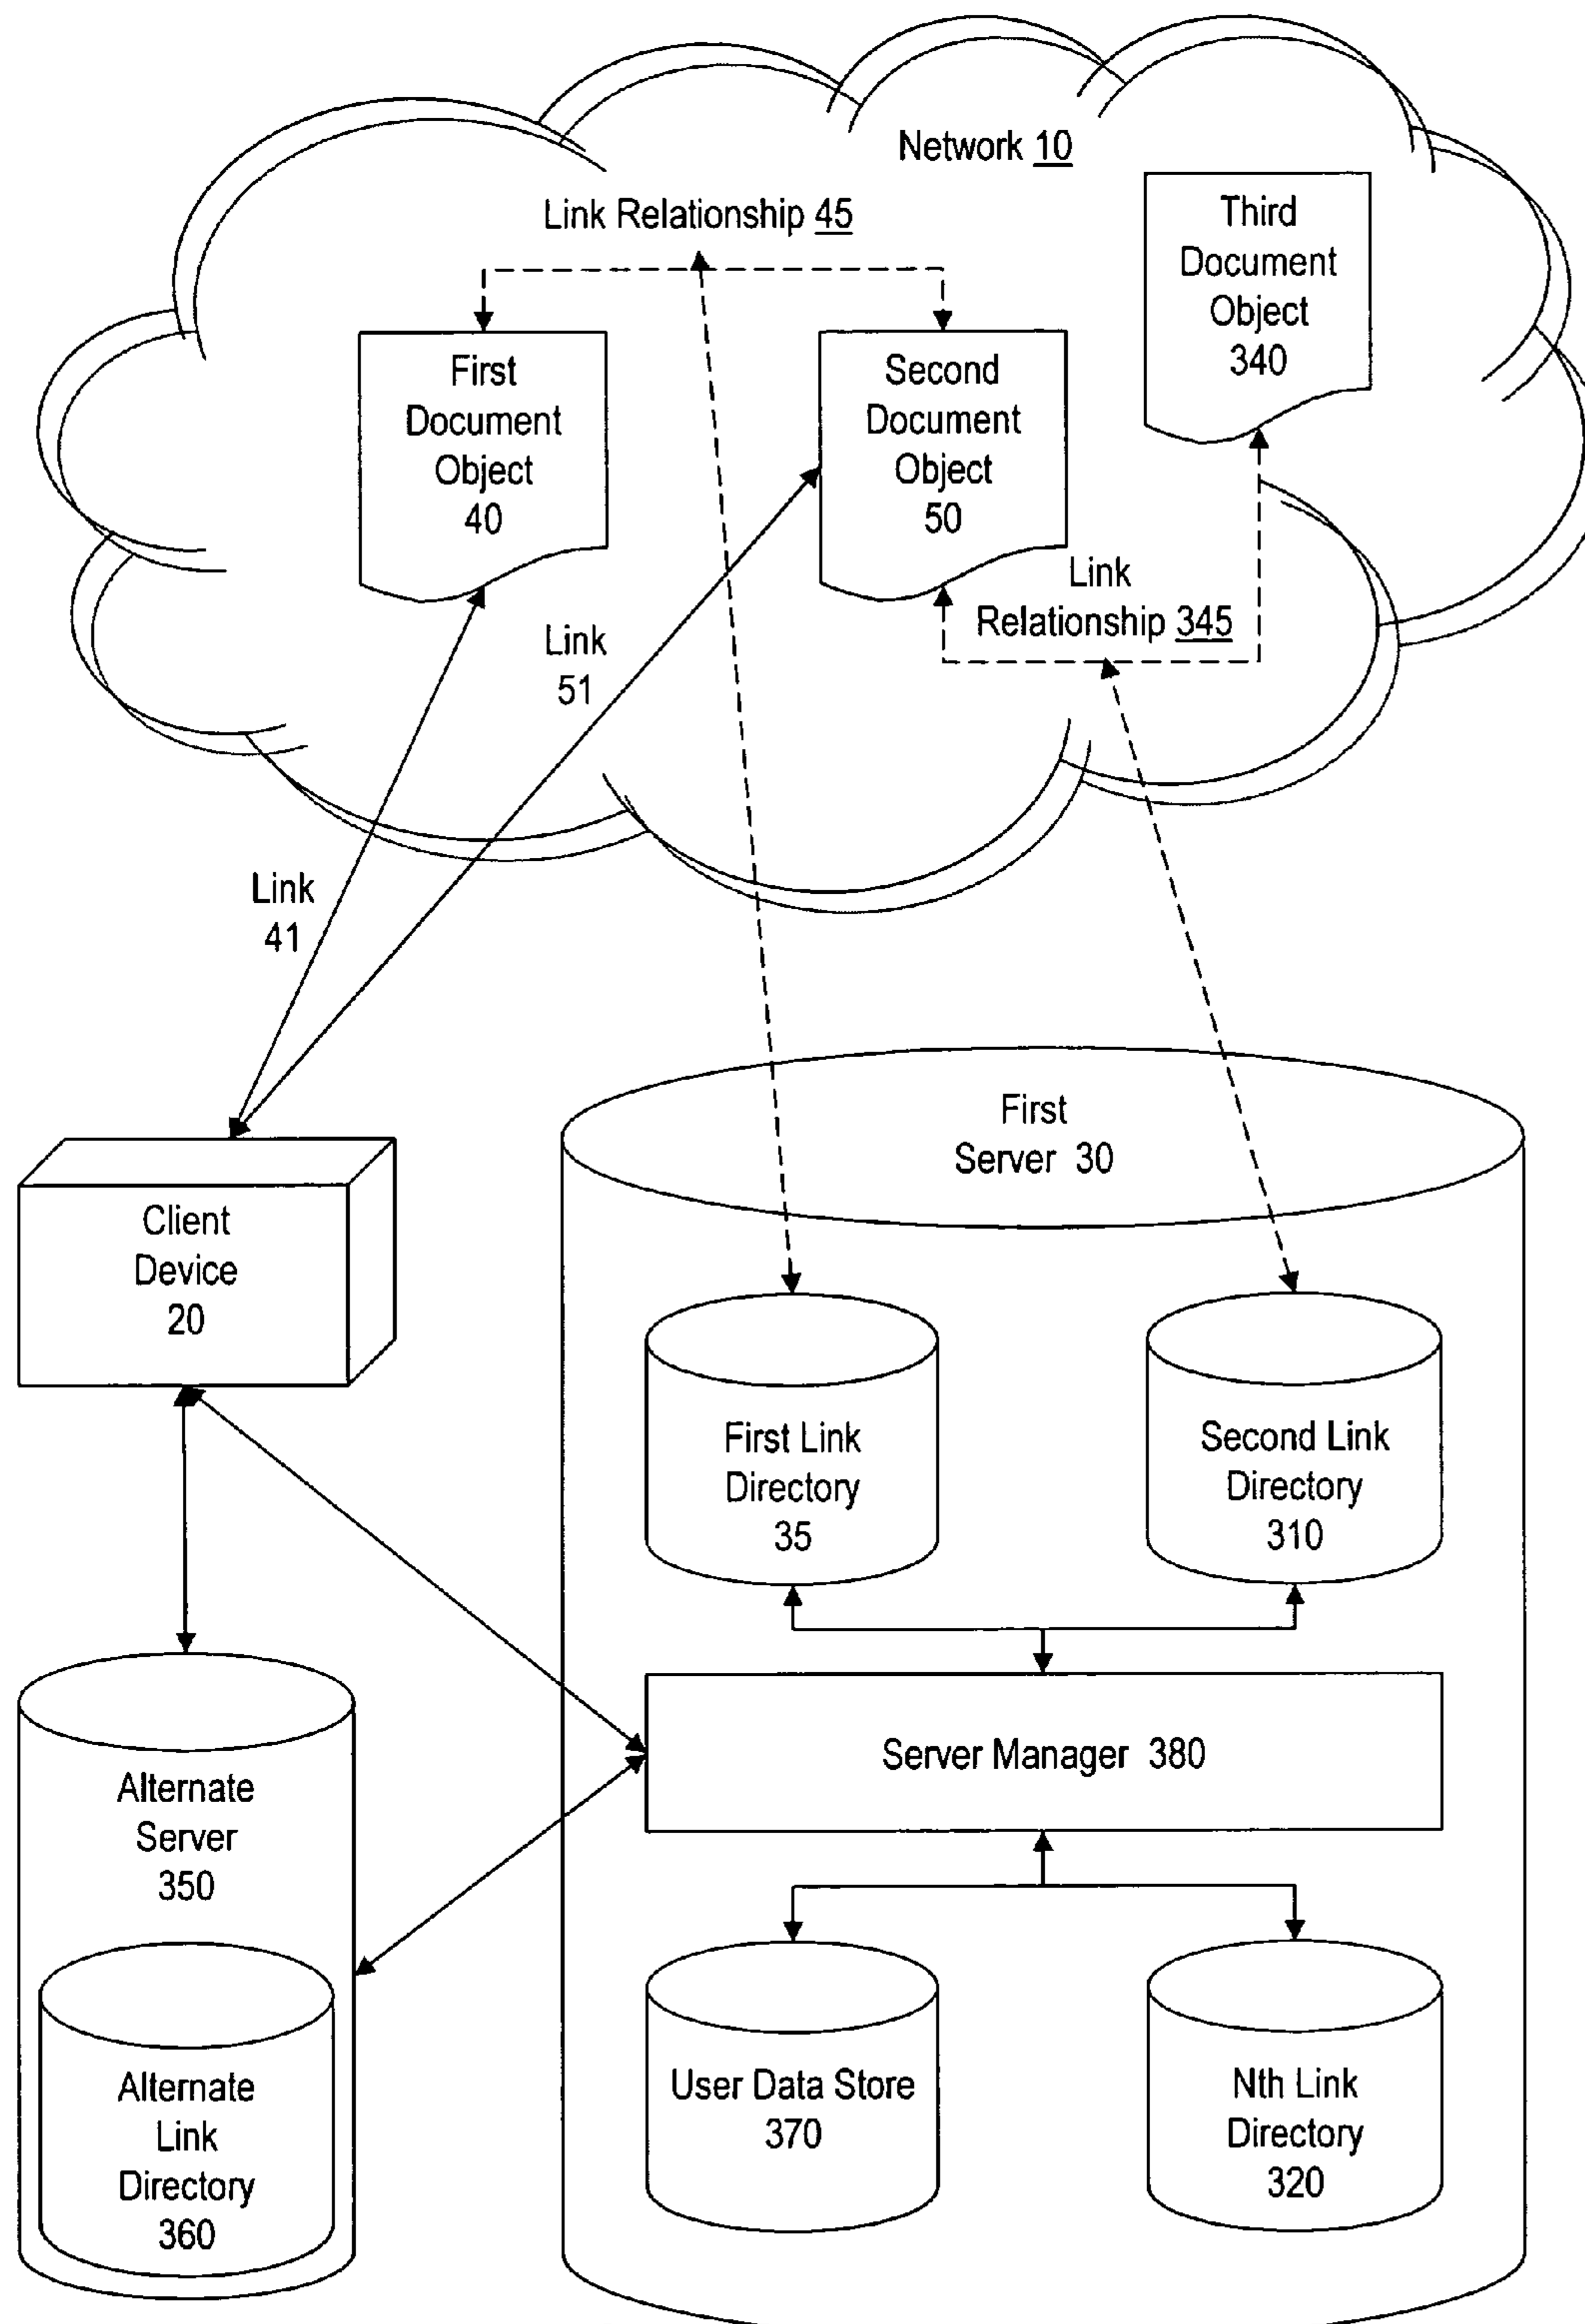 Network 10
Link Relationship 45
Third
Document
Object
340
First
Document
Object
40
Second
Document
Object
50
Link
Relationship 345
Link
51
Link
41
First
Server 30
Client
Device
20
First Link
Directory
35
Second Link
Directory
310
Server Manager 380
Alternate
Server
350
Alternate
Link
Directory
360
User Data Store
370
Nth Link
Directory
320